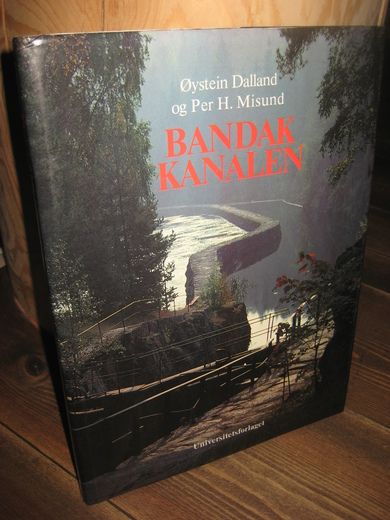 Øystein Dalland
og Per H. Misund
BANDAK
KANALEN
Universitetsforlaget